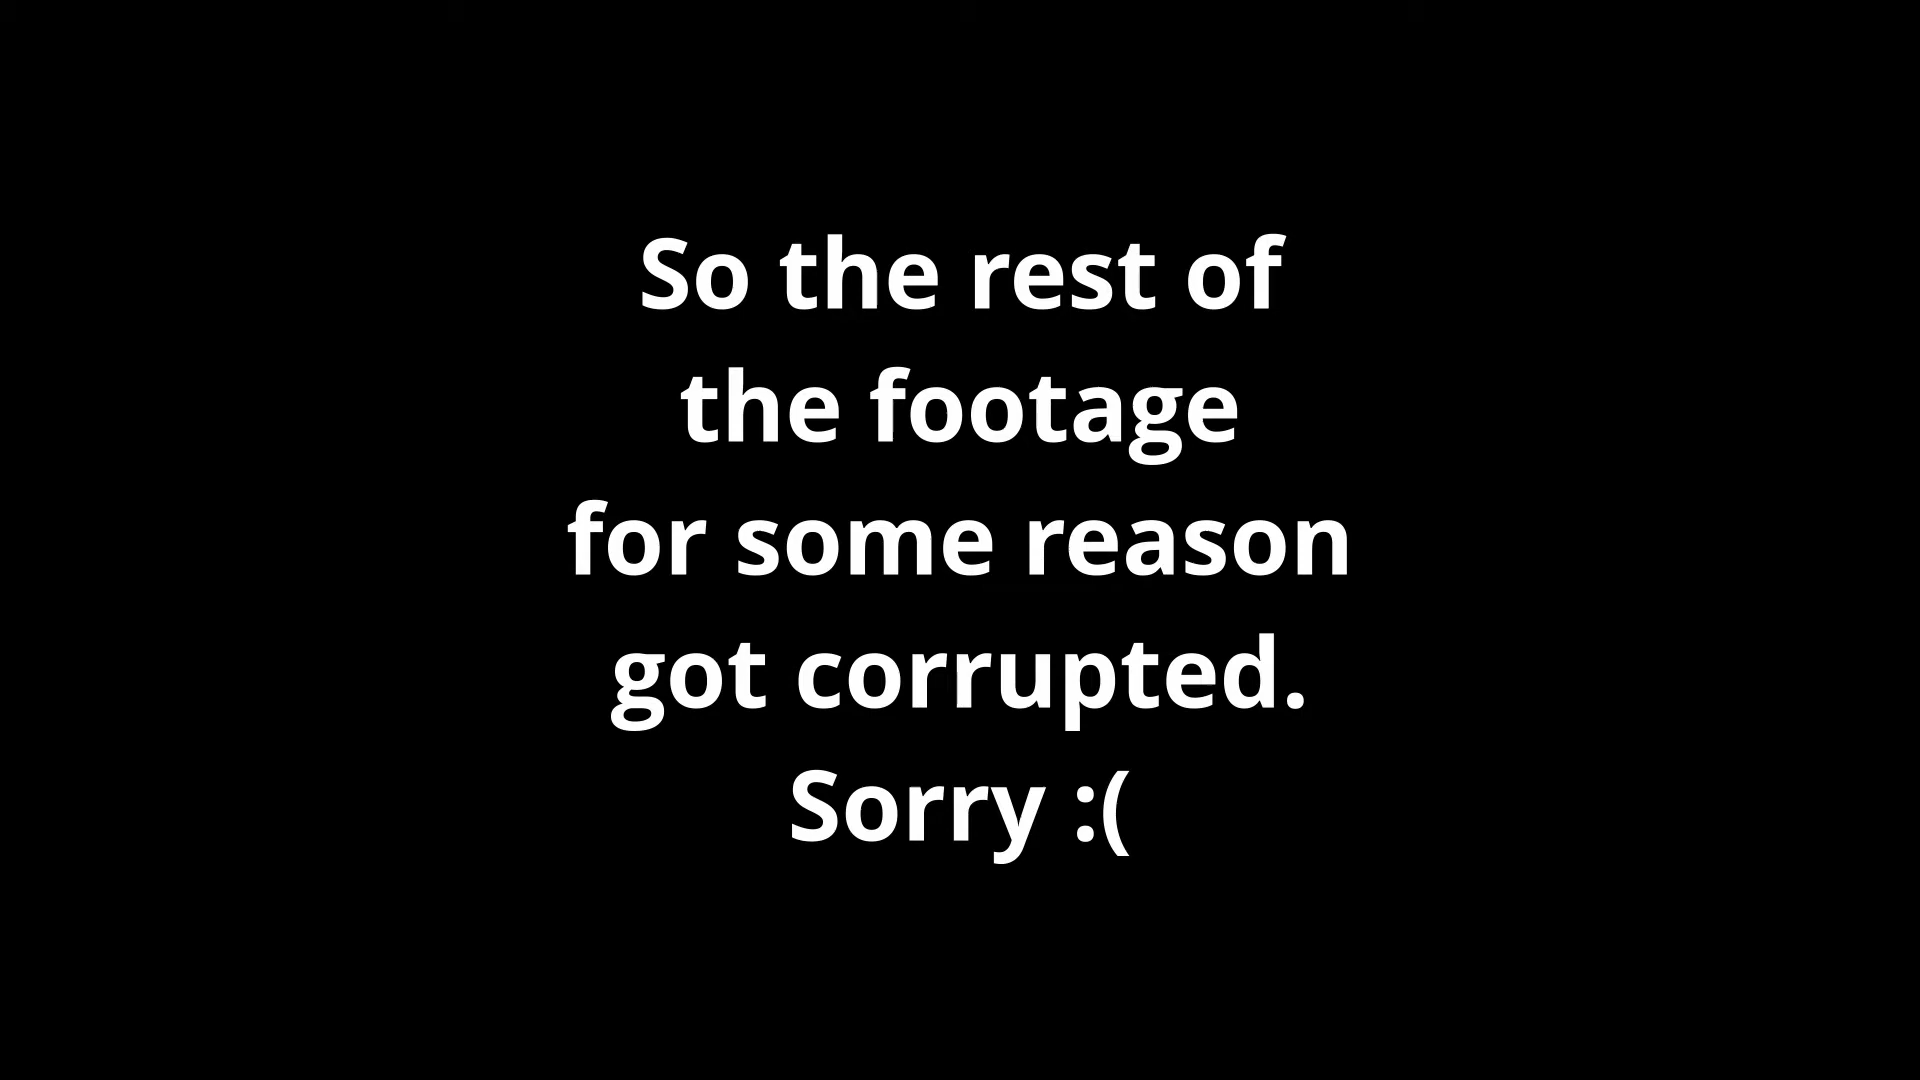 So the rest of
the footage
for some reason
got corrupted.
Sorry :(